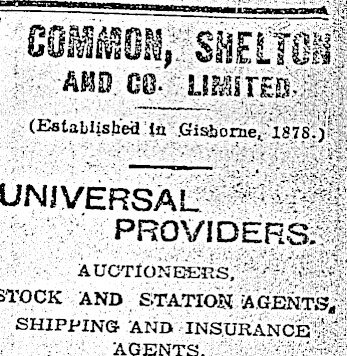 COMMON, SHELTON
AND CO. LIMITED.
(Established in Gisborne, 1878.)
UNIVERSAL
PROVIDERS.
AUCTIONEERS,
STOCK AND STATION AGENTS,
SHIPPING AND INSURANCE
AGENTS.